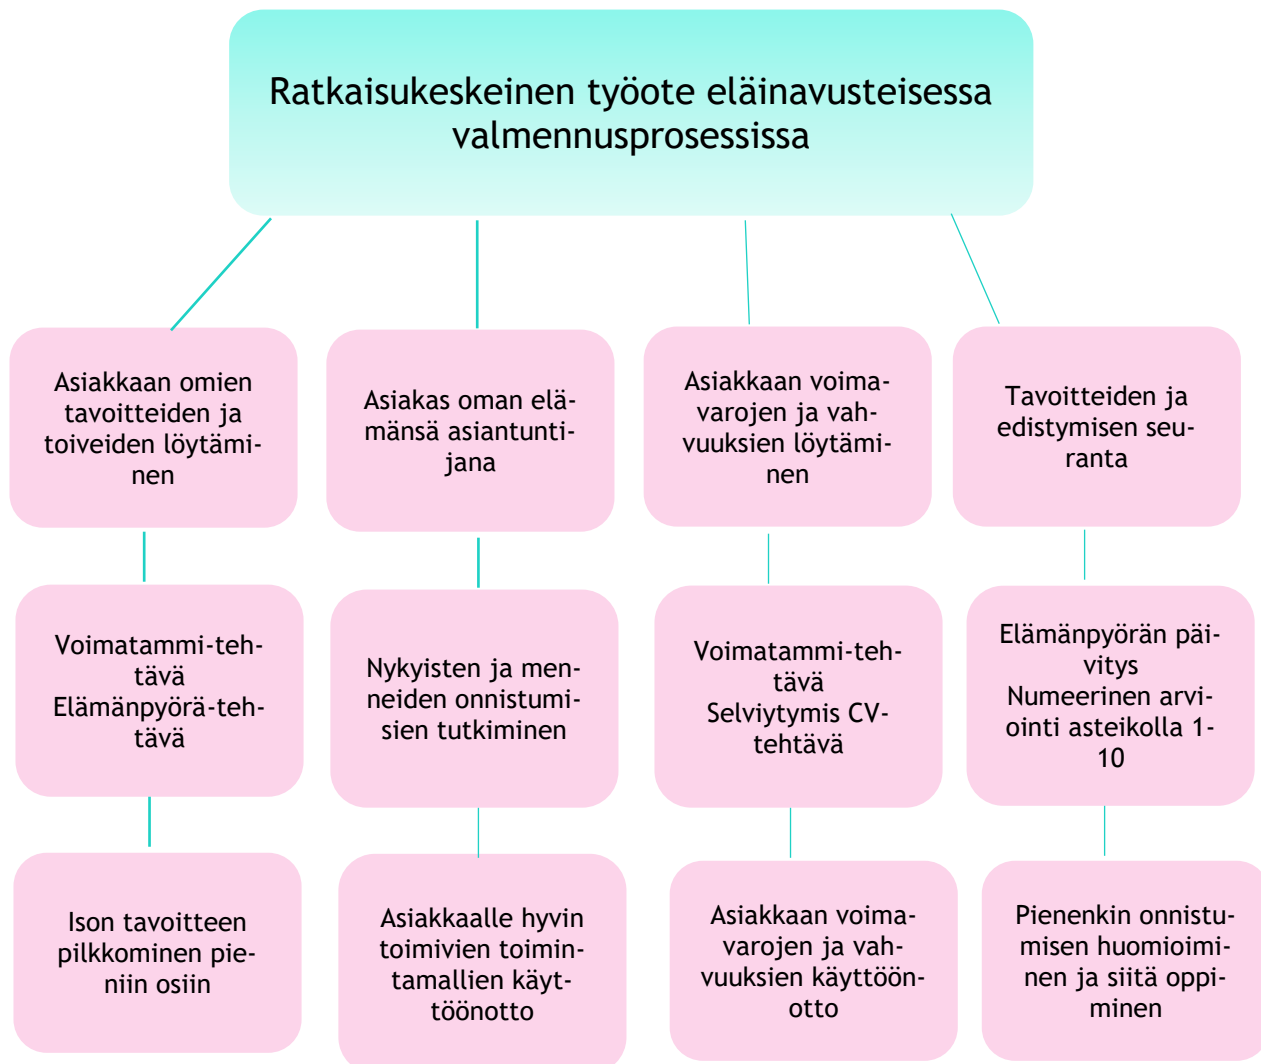 Ratkaisukeskeinen työote eläinavusteisessa
valmennusprosessissa
Asiakkaan omien
tavoitteiden ja
toiveiden löytämi-
nen
Asiakas oman elä-
mänsä asiantunti-
jana
Asiakkaan voima-
varojen ja vah-
vuuksien löytämi-
nen
Tavoitteiden ja
edistymisen seu-
ranta
Voimatammi-teh-
tävä
Elämänpyörä-teh-
tävä
Nykyisten ja men-
neiden onnistumi-
sien tutkiminen
Voimatammi-teh-
tävä
Selviytymis CV-
tehtävä
Elämänpyörän päi-
vitys
Numeerinen arvi-
ointi asteikolla 1-
10
Ison tavoitteen
pilkkominen pie-
niin osiin
Asiakkaalle hyvin
toimivien toimin-
tamallien käyt-
töönotto
Asiakkaan voima-
varojen ja vah-
vuuksien käyttöön-
otto
Pienenkin onnistu-
misen huomioimi-
nen ja siitä oppi-
minen